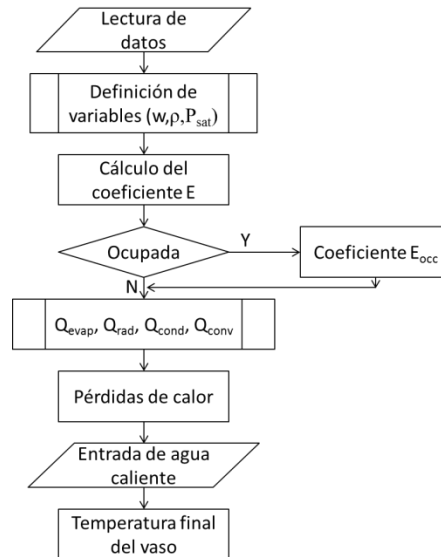 Lectura de
datos
Definición de
variables (w,ρ,Psat)
Cálculo del
coeficiente E
Ocupada
Y
Coeficiente Eocc
N
Qevap, Qrad, Qcond, Qconv
Pérdidas de calor
Entrada de agua
caliente
Temperatura final
del vaso